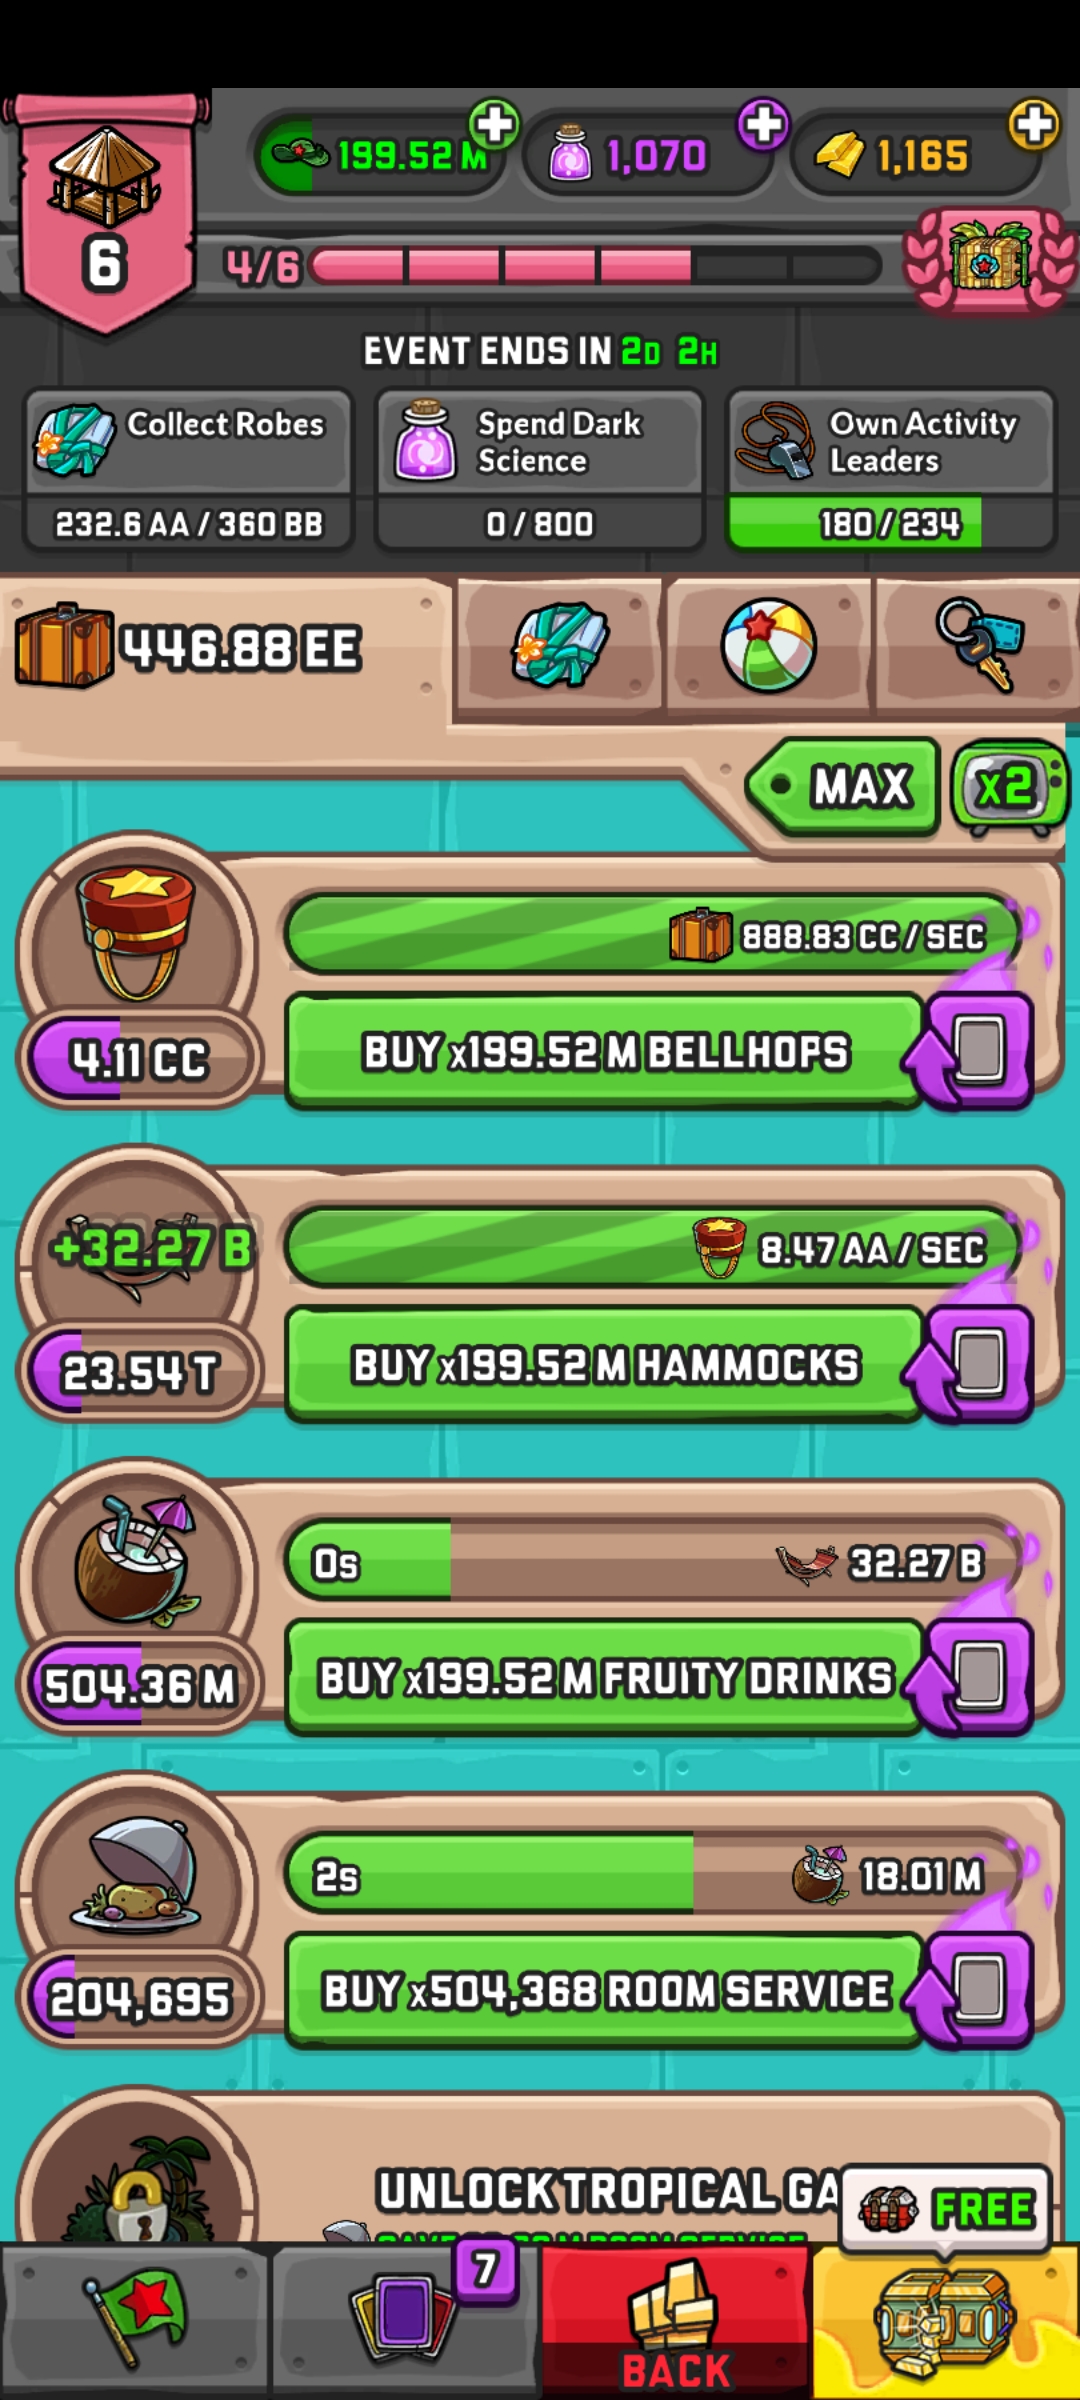 199.52 M
1,070
1,165
6
4/6
EVENT ENDS IN 2D 2H
Collect Robes
232.6 AA / 360 BB
Spend Dark
Science
0 / 800
Own Activity
Leaders
180 / 234
446.88 EE
MAX
x2
888.83 CC / SEC
4.11 CC
BUY x199.52 M BELLHOPS
+32.27 B
8.47 AA / SEC
23.54 T
BUY x199.52 M HAMMOCKS
0s
32.27 B
504.36 M
BUY x199.52 M FRUITY DRINKS
2s
18.01 M
204,695
BUY x504,368 ROOM SERVICE
UNLOCK TROPICAL GA
FREE
ROOM SERVICE
7
BACK